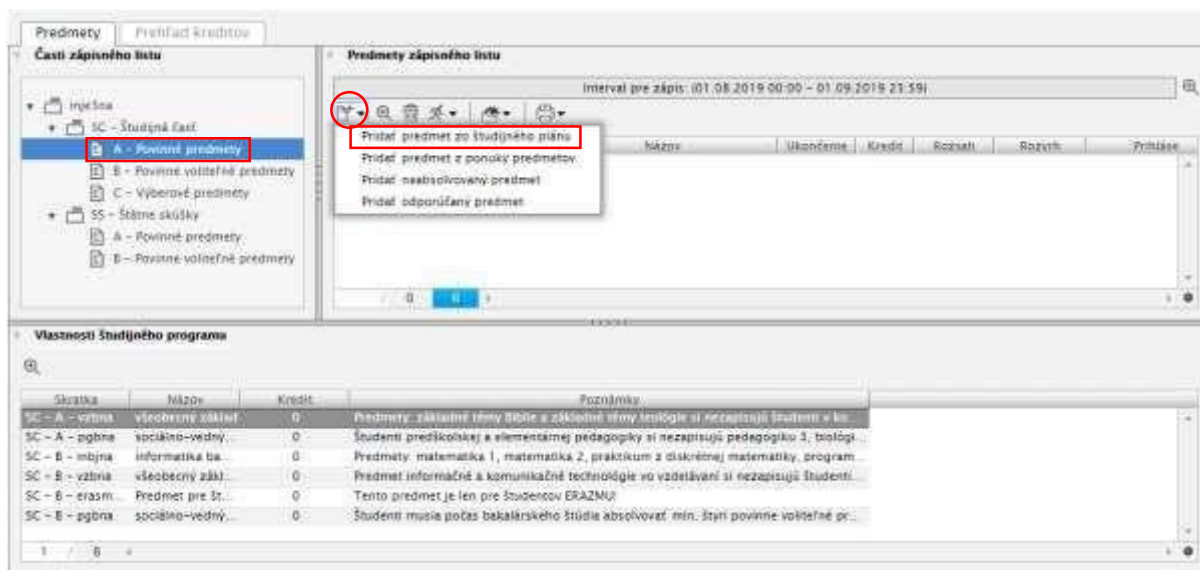 Predmety Prehľad kreditov
Časti zápisného listu
SC - Študijná časť
A - Povinné predmety
B - Povinne voliteľné predmety
C - Výberové predmety
SS - Štátne skúšky
A - Povinné predmety
B - Povinne voliteľné predmety
Predmety zápisného listu
Interval pre zápis: (01.08.2019 00:00 - 01.09.2019 23:59)
Pridať predmet zo študijného plánu
Pridať predmet z ponuky predmetov
Pridať neabsolvovaný predmet
Pridať odporúčaný predmet
Názov Ukončenie Kredit Rozsah Rozvrh Prihláse
0 0
Vlastnosti študijného programu
Skratka Názov Kredit Poznámky
SC - A - vzbna všeobecný základ 0 Predmety: základné témy Biblie a základné témy teológie si nezapisujú študenti v ko...
SC - A - pgbna sociálno-vedný... 0 Študenti predškolskej a elementárnej pedagogiky si nezapisujú pedagogiku 3, biológi...
SC - B - informatika ba... 0 Predmety: matematika 1, matematika 2, praktikum z diskrétnej matematiky, program...
SC - B - vzbna všeobecný zákl... 0 Predmet informačné a komunikačné technológie vo vzdelávaní si nezapisujú študenti...
SC - B - erasm... Predmet pre št... 0 Tento predmet je len pre študentov ERAZMU!
SC - B - pgbna sociálno-vedný... 0 Študenti musia počas bakalárskeho štúdia absolvovať min. štyri povinne voliteľné pr...
1 / 6